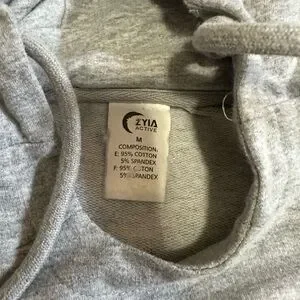 ZYIA
ACTIVE
M
COMPOSITION:
E: 95% COTTON
5% SPANDEX
F: 95% COTTON
5% SPANDEX